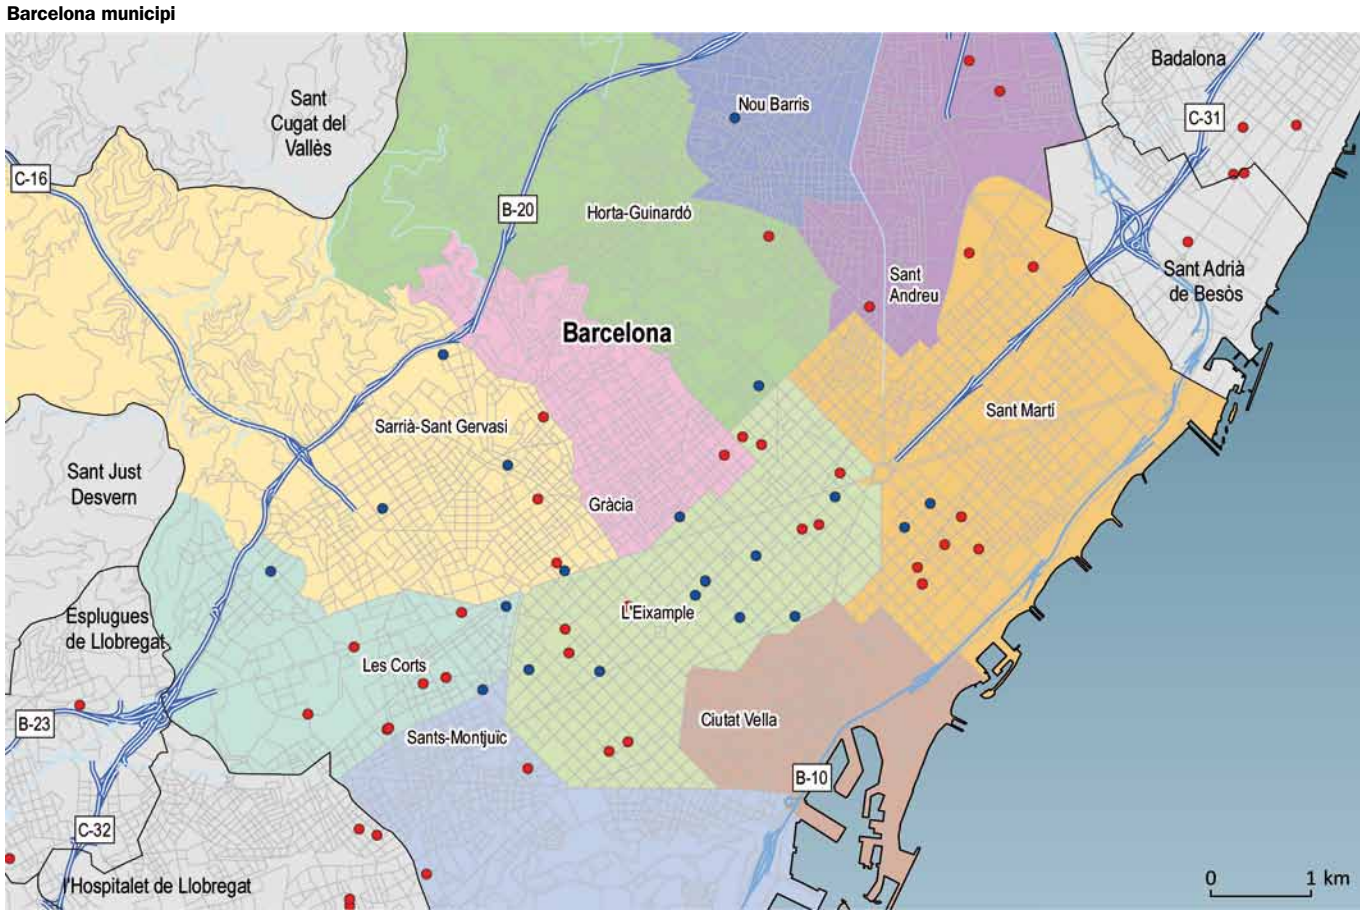 Barcelona municipi
Badalona
Sant
Cugat del
Vallès
Nou Barris
C-31
C-16
B-20
Horta-Guinardó
Sant
Andreu
Sant Adrià
de Besòs
Barcelona
Sant Martí
Sarrià-Sant Gervasi
Sant Just
Desvern
Gràcia
Esplugues
de Llobregat
L'Eixample
Les Corts
Ciutat Vella
B-23
Sants-Montjuïc
B-10
C-32
l'Hospitalet de Llobregat
0 1 km